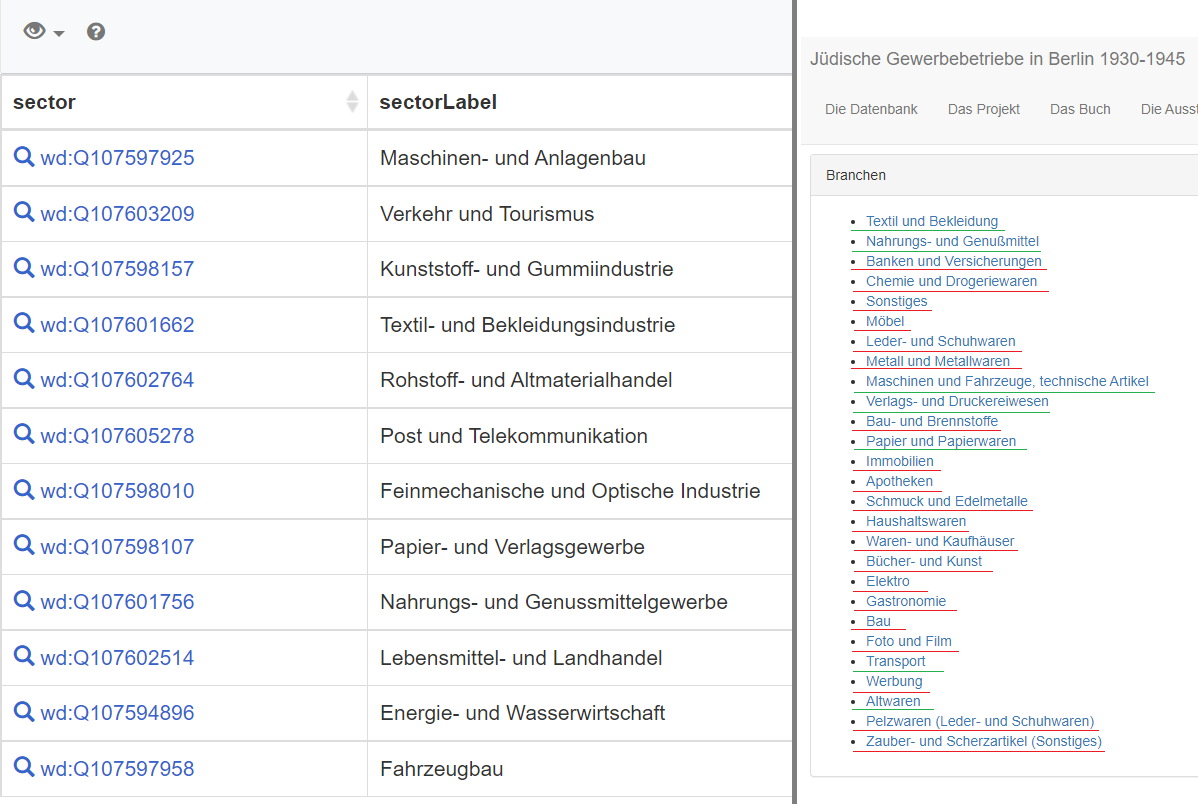 sector sectorLabel
wd:Q107597925 Maschinen- und Anlagenbau
wd:Q107603209 Verkehr und Tourismus
wd:Q107598157 Kunststoff- und Gummiindustrie
wd:Q107601662 Textil- und Bekleidungsindustrie
wd:Q107602764 Rohstoff- und Altmaterialhandel
wd:Q107605278 Post und Telekommunikation
wd:Q107598010 Feinmechanische und Optische Industrie
wd:Q107598107 Papier- und Verlagsgewerbe
wd:Q107601756 Nahrungs- und Genussmittelgewerbe
wd:Q107602514 Lebensmittel- und Landhandel
wd:Q107594896 Energie- und Wasserwirtschaft
wd:Q107597958 Fahrzeugbau
Jüdische Gewerbebetriebe in Berlin 1930-1945
Die Datenbank Das Projekt Das Buch Die Ausst
Branchen
Textil und Bekleidung
Nahrungs- und Genußmittel
Banken und Versicherungen
Chemie und Drogeriewaren
Sonstiges
Möbel
Leder- und Schuhwaren
Metall und Metallwaren
Maschinen und Fahrzeuge, technische Artikel
Verlags- und Druckereiwesen
Bau- und Brennstoffe
Papier und Papierwaren
Immobilien
Apotheken
Schmuck und Edelmetalle
Haushaltswaren
Waren- und Kaufhäuser
Bücher- und Kunst
Elektro
Gastronomie
Bau
Foto und Film
Transport
Werbung
Altwaren
Pelzwaren (Leder- und Schuhwaren)
Zauber- und Scherzartikel (Sonstiges)